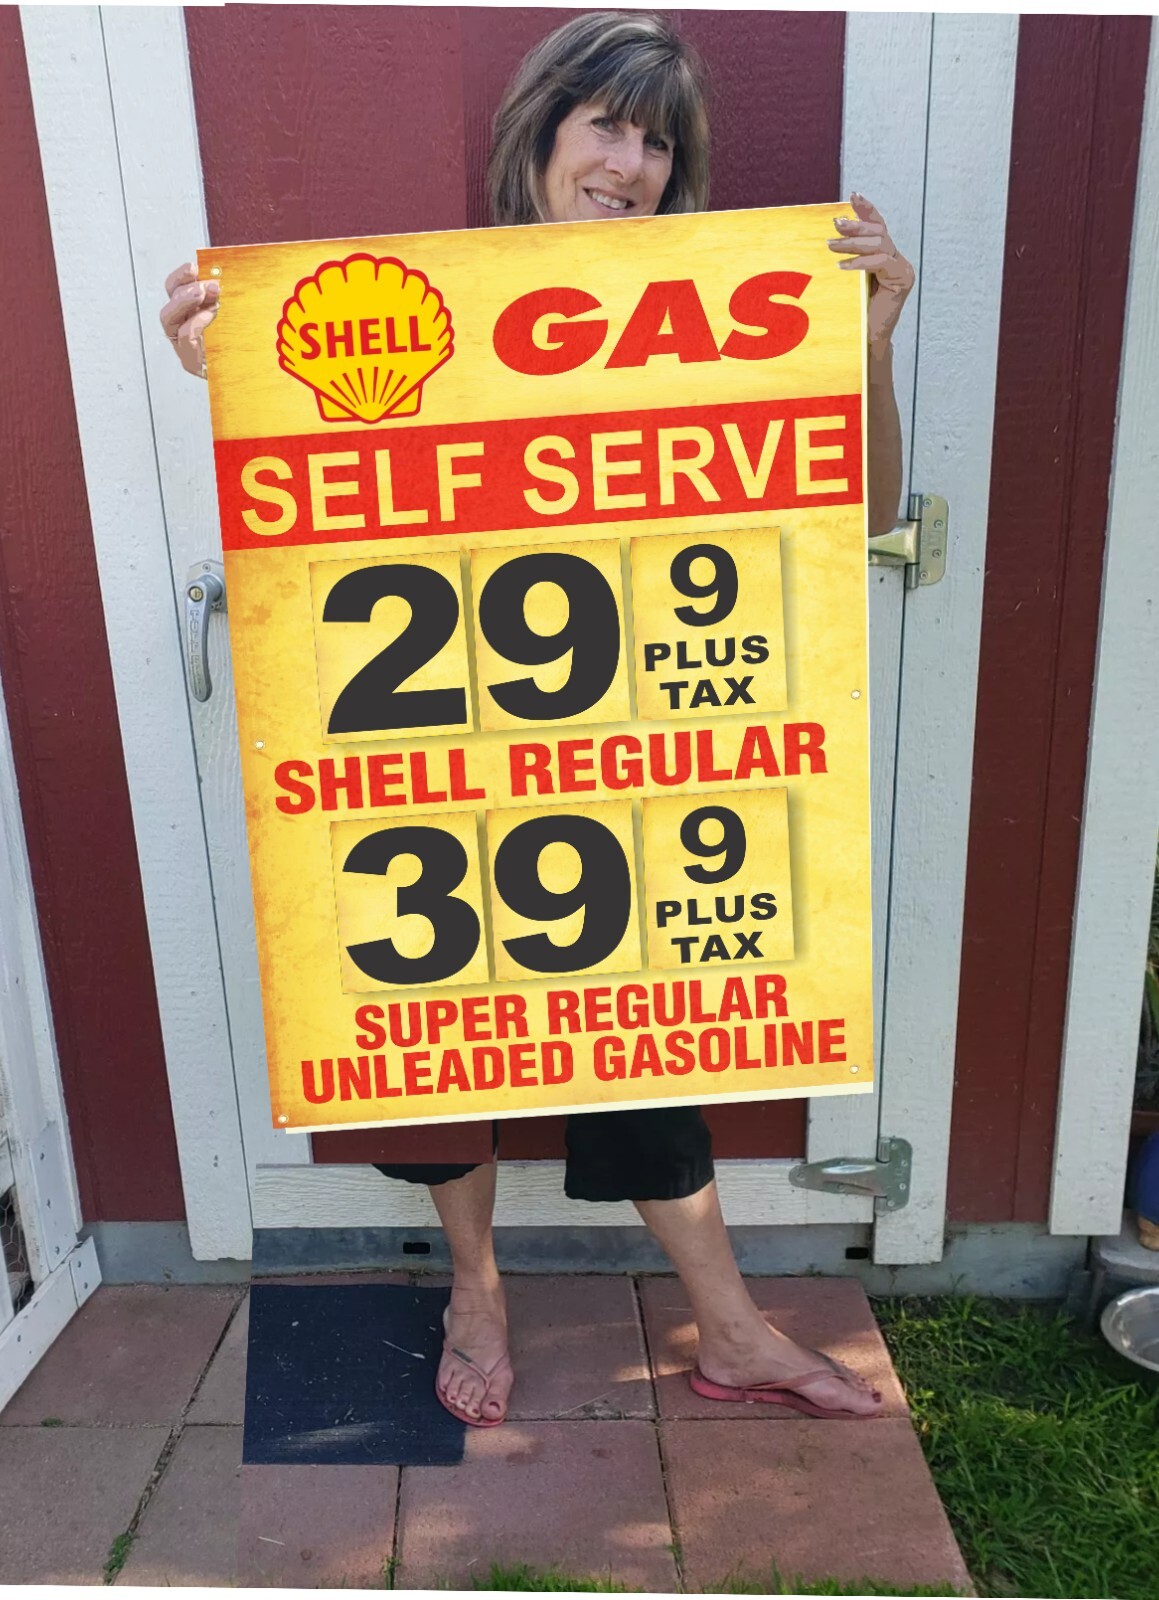 SHELL
GAS
SELF SERVE
29 9
PLUS
TAX
SHELL REGULAR
39 9
PLUS
TAX
SUPER REGULAR
UNLEADED GASOLINE